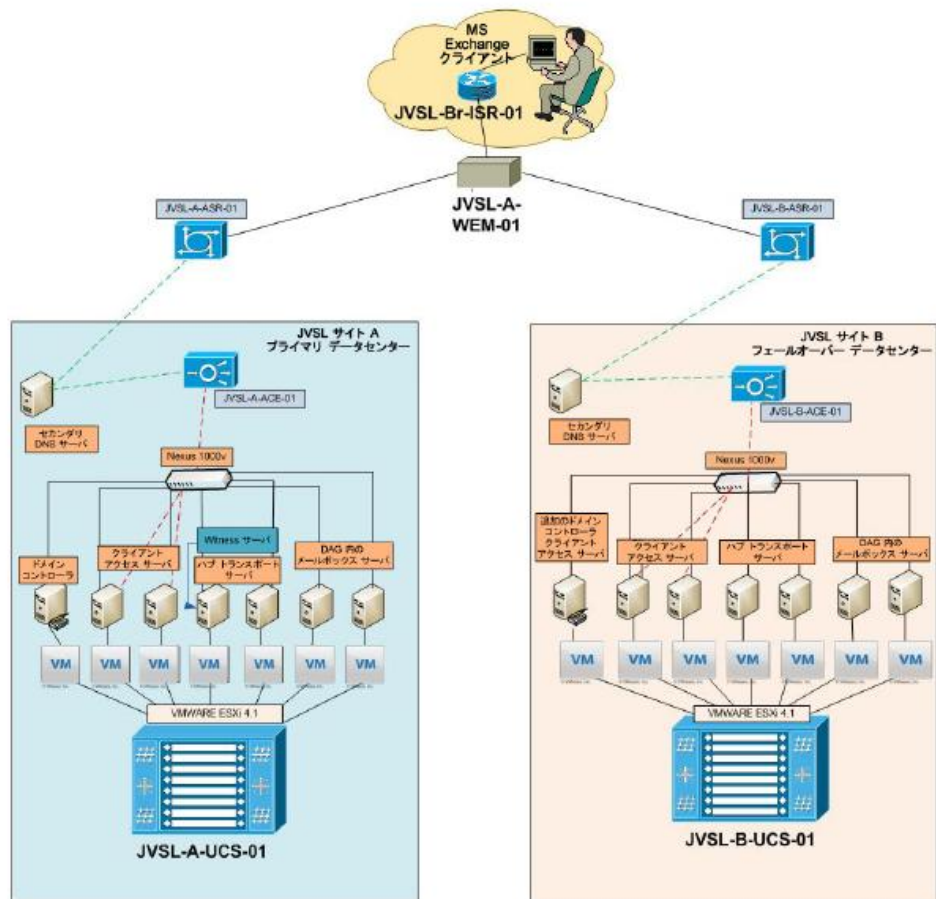 MS
Exchange
クライアント
JVSL-Br-ISR-01
JVSL-A-
WEM-01
JVSL-A-ASR-01
JVSL-B-ASR-01
JVSL サイト A
プライマリ データセンター
JVSL-A-ACE-01
セカンダリ
DNS サーバ
Nexus 1000v
Witness サーバ
ドメイン
コントローラ
クライアント
アクセス サーバ
ハブ トランスポート
サーバ
DAG 内の
メールボックス サーバ
VM
VM
VM
VM
VM
VM
VM
VMWARE ESXi 4.1
JVSL-A-UCS-01
JVSL サイト B
フェールオーバー データセンター
JVSL-B-ACE-01
セカンダリ
DNS サーバ
Nexus 1000v
追加のドメイン
コントローラ
クライアント
アクセス サーバ
クライアント
アクセス サーバ
ハブ トランスポート
サーバ
DAG 内の
メールボックス サーバ
VM
VM
VM
VM
VM
VM
VM
VMWARE ESXi 4.1
JVSL-B-UCS-01